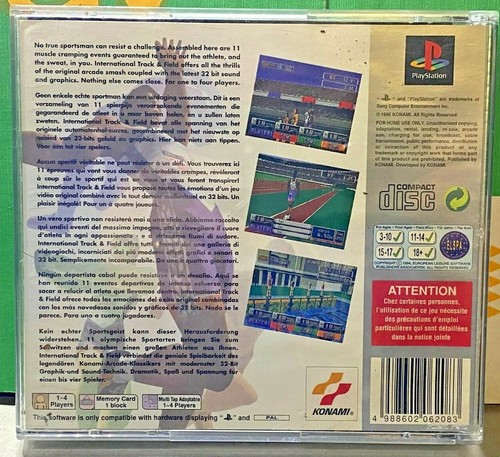 No true sportsman can resist a challenge. Assembled here are 11
muscle cramping events guaranteed to bring out the athlete, and
the sweat, in you. International Track & Field offers all the thrills
of the original arcade smash coupled with the latest 32 bit sound
and graphics. Nothing else comes close. For one to four players.
Geen enkele echte sportsman kan de uitdaging weerstaan. Dit is een
verzameling van 11 spierpijn veroorzakende evenementen die
gegarandeerd de atleet in u naar boven halen, en u zullen laten
zweten. International Track & Field bevat alle spanning van het
originele automatenhal-succes, gecombineerd met het nieuwste op
gebied van 32-bits geluid en graphics. Hier kan niets aan tippen.
Voor een tot vier spelers.
Aucun sportif véritable ne peut résister à un défi. Vous trouverez ici
11 épreuves qui vont vous donner de véritables crampes, révéleront
à coup sûr le sportif qui est en vous et vous feront transpirer!
International Track & Field vous propose toutes les émotions d'un jeu
vidéo original combiné avec le tout dernier son et graphiques 32 bits. Un
plaisir inégalé! Pour un à quatre joueurs.
Un vero sportivo non resisterà mai a una sfida. Abbiamo raccolto
qui undici eventi del massimo impegno atti a risvegliare il cuore
d'atleta in ogni appassionato - e a causarne fiumi di sudore.
International Track & Field offre tutti i brividi di una galleria di
videogiochi, incorniciati dai più moderni effetti grafici e sonori a
32 bit. Semplicemente incomparabile. Da uno a quattro giocatori.
Ningún deportista cabal puede resistir un desafío. Aquí se
han reunido 11 eventos deportivos de intenso esfuerzo para
sacar a relucir al atleta que llevamos dentro. International Track &
Field ofrece todas las emociones del éxito original combinadas
con los más novedosos sonidos y gráficos de 32 bits. Nada se le
parece. Para uno a cuatro jugadores.
Kein echter Sportsgeist kann dieser Herausforderung
widerstehen. 11 olympische Sportarten bringen Sie zum
Schwitzen und machen einen großen Athleten aus Ihnen.
International Track & Field verbindet die geniale Spielbarkeit des
legendären Konami-Arcade-Klassikers mit modernster 32-Bit
Graphik-und Sound-Technik. Dramatik, Spaß und Spannung für
einen bis vier Spieler.
1-4
Players
Memory Card
1 block
Multi Tap Adaptable
1-4 Players
This software is only compatible with hardware displaying "PS" and PAL
KONAMI
PlayStation
"PS" and "PlayStation" are trademarks of
Sony Computer Entertainment Inc.
© 1996 KONAMI. All Rights Reserved.
FOR HOME USE ONLY. Unauthorised copying,
adaptation, rental, lending, re-sale, arcade
use, charging for use, broadcast, cable
transmission, public performance, distribution
or extraction of this product or any
trademark or copyright work that forms part
of this product are prohibited. Published by
KONAMI. Developed by KONAMI.
COMPACT
disc
3-10
11-14
15-17
18+
ELSPA
© 1994, EUROPEAN LEISURE SOFTWARE
PUBLISHERS ASSOCIATION. ALL RIGHTS RESERVED
ATTENTION
Chez certaines personnes,
l'utilisation de ce jeu nécessite
des précautions d'emploi
particulières qui sont détaillées
dans la notice jointe
4 988602 062083